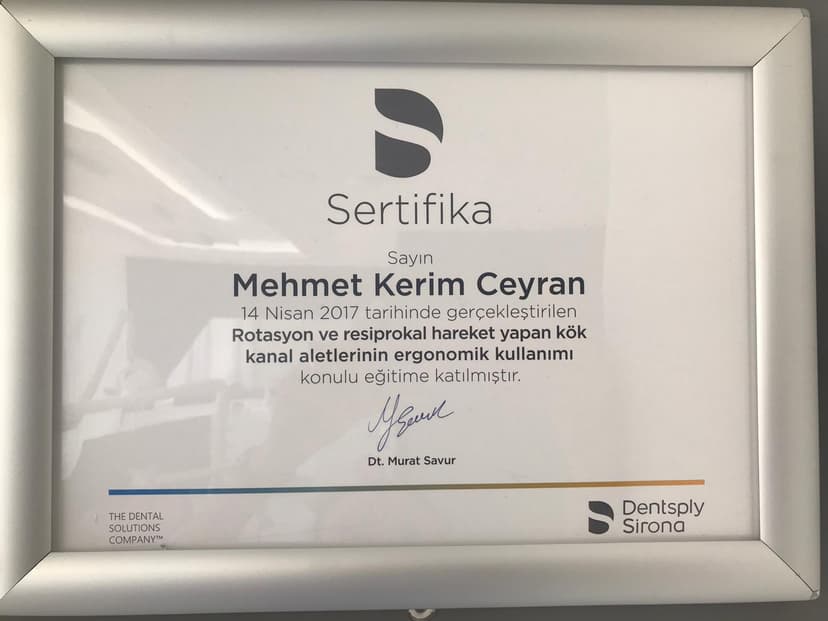 Sertifika
Sayın
Mehmet Kerim Ceyran
14 Nisan 2017 tarihinde gerçekleştirilen
Rotasyon ve resiprokal hareket yapan kök
kanal aletlerinin ergonomik kullanımı
konulu eğitime katılmıştır.
Dt. Murat Savur
THE DENTAL
SOLUTIONS
COMPANY™
Dentsply
Sirona